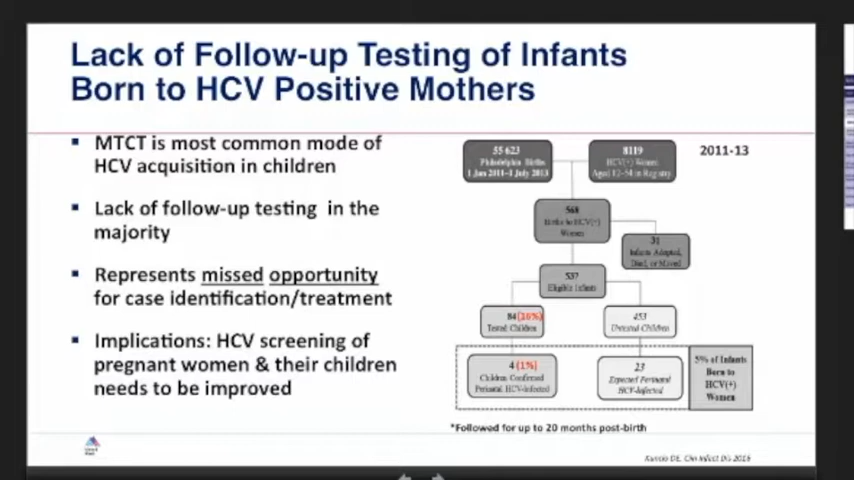 Lack of Follow-up Testing of Infants
Born to HCV Positive Mothers
▪ MTCT is most common mode of
HCV acquisition in children
▪ Lack of follow-up testing in the
majority
▪ Represents missed opportunity
for case identification/treatment
▪ Implications: HCV screening of
pregnant women & their children
needs to be improved
55 623
Philadelphia Births
1 Jan 2011–1 July 2013
8119
HCV(+) Women
Aged 12–54 in Registry
2011-13
568
Births to HCV(+)
Women
31
Infants Adopted,
Died, or Moved
537
Eligible Infants
84 (16%)
Tested Children
453
Untested Children
4 (1%)
Children Confirmed
Perinatal HCV-Infected
23
Expected Perinatal
HCV-Infected
5% of Infants
Born to
HCV(+)
Women
*Followed for up to 20 months post-birth
Kuncio DE, Clin Infect Dis 2016